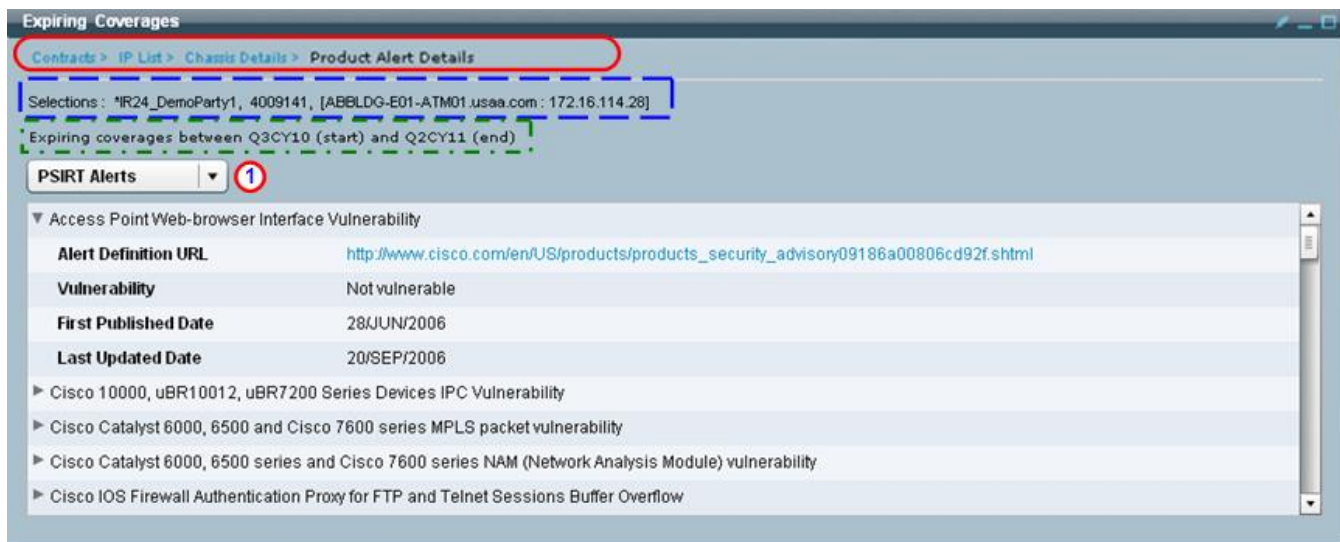 Expiring Coverages
Contracts > IP List > Chassis Details > Product Alert Details
Selections : *IR24_DemoParty1, 4009141, [ABBLDG-E01-ATM01.usaa.com : 172.16.114.28]
Expiring coverages between Q3CY10 (start) and Q2CY11 (end)
PSIRT Alerts 1
Access Point Web-browser Interface Vulnerability
Alert Definition URL http://www.cisco.com/en/US/products/products_security_advisory09186a00806cd92f.shtml
Vulnerability Not vulnerable
First Published Date 28/JUN/2006
Last Updated Date 20/SEP/2006
Cisco 10000, uBR10012, uBR7200 Series Devices IPC Vulnerability
Cisco Catalyst 6000, 6500 and Cisco 7600 series MPLS packet vulnerability
Cisco Catalyst 6000, 6500 series and Cisco 7600 series NAM (Network Analysis Module) vulnerability
Cisco IOS Firewall Authentication Proxy for FTP and Telnet Sessions Buffer Overflow